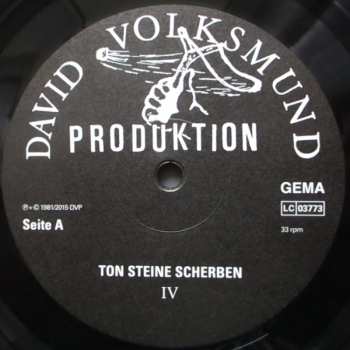 DAVID VOLKSMUND
PRODUKTION
℗ + © 1981/2015 DVP
Seite A
GEMA
LC 03773
33 rpm
TON STEINE SCHERBEN
IV